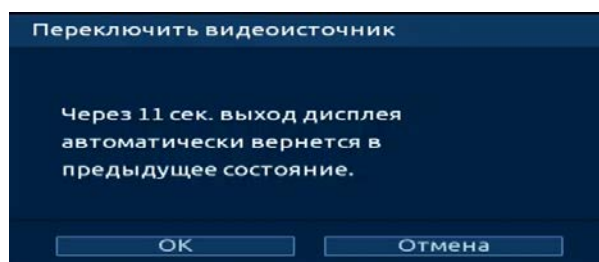 Переключить видеоисточник
Через 11 сек. выход дисплея
автоматически вернется в
предыдущее состояние.
OK
Отмена